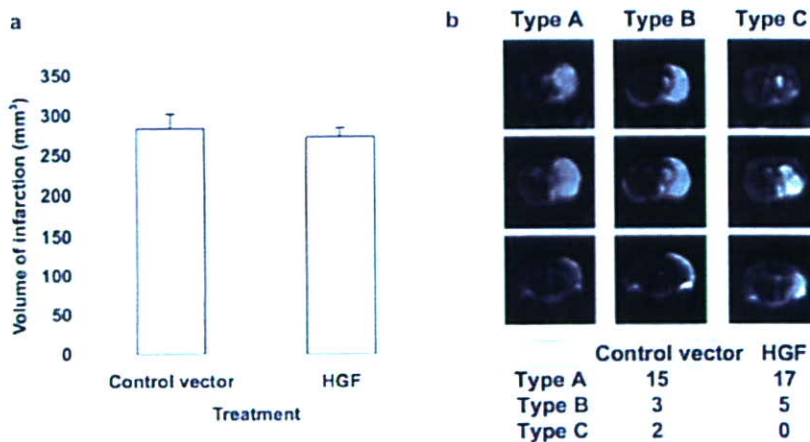 a
350
300
250
200
150
100
50
0
Volume of infarction (mm³)
Control vector HGF
Treatment
b
Type A Type B Type C
Control vector HGF
Type A 15 17
Type B 3 5
Type C 2 0